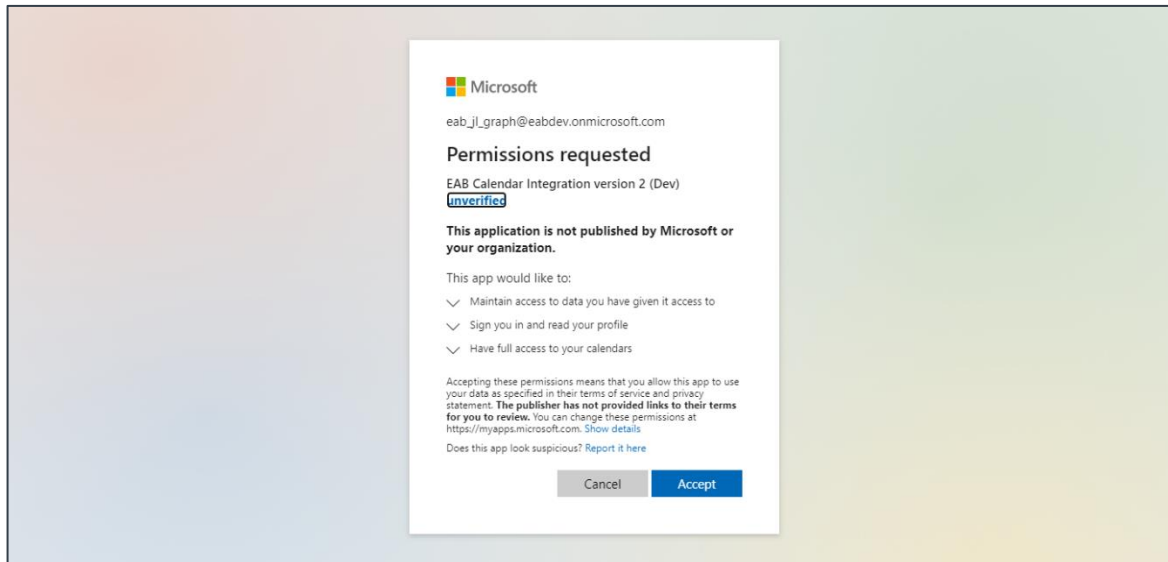 Microsoft
eab_jl_graph@eabdev.onmicrosoft.com
Permissions requested
EAB Calendar Integration version 2 (Dev)
unverified
This application is not published by Microsoft or
your organization.
This app would like to:
Maintain access to data you have given it access to
Sign you in and read your profile
Have full access to your calendars
Accepting these permissions means that you allow this app to use
your data as specified in their terms of service and privacy
statement. The publisher has not provided links to their terms
for you to review. You can change these permissions at
https://myapps.microsoft.com. Show details
Does this app look suspicious? Report it here
Cancel Accept